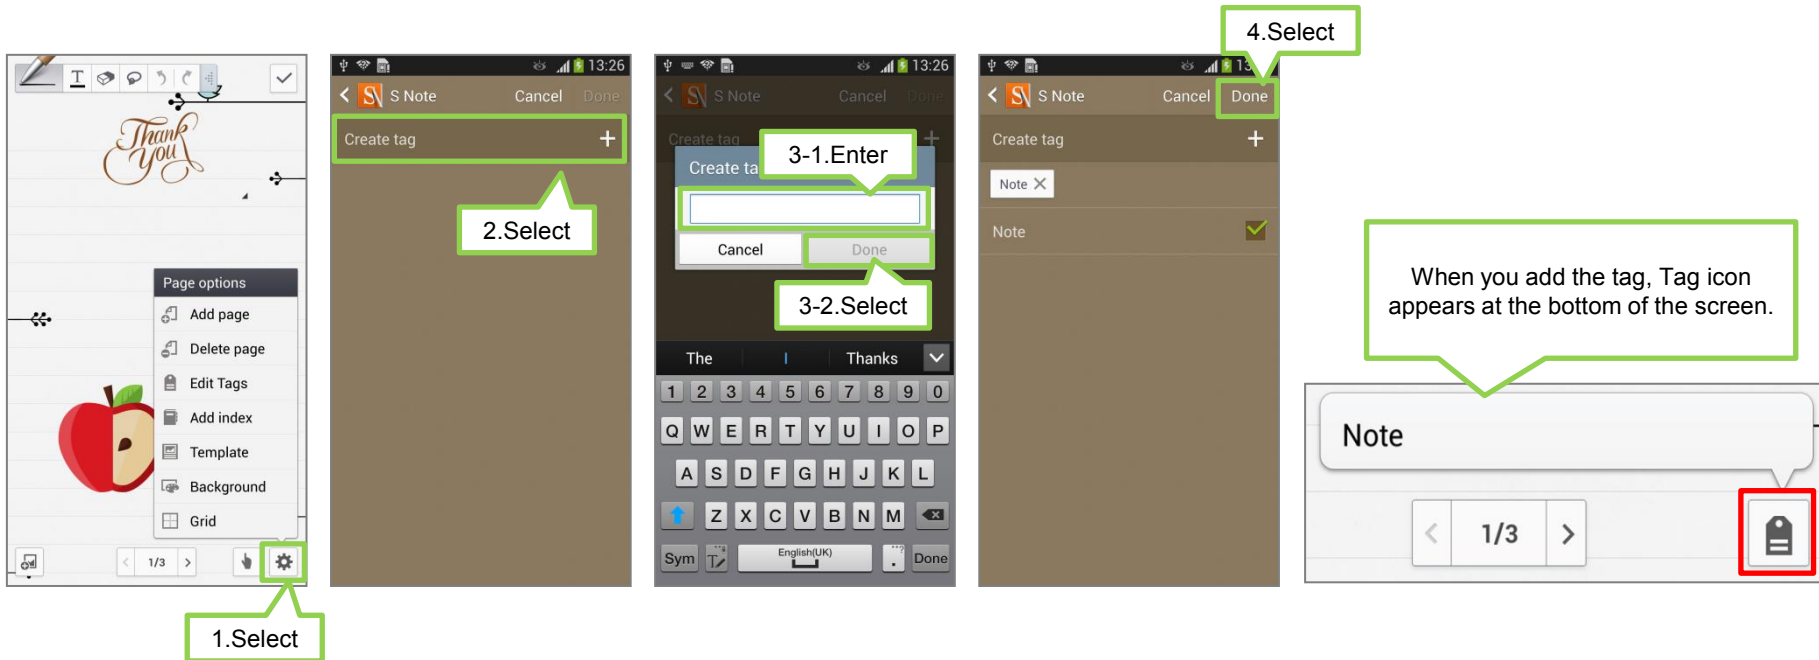 4.Select
T
Thank
You
Page options
Add page
Delete page
Edit Tags
Add index
Template
Background
Grid
1/3
1.Select
13:26
S Note
Cancel
Done
Create tag
2.Select
13:26
S Note
Cancel
Done
Create tag
3-1.Enter
Create ta
Cancel
Done
3-2.Select
The
I
Thanks
1 2 3 4 5 6 7 8 9 0
Q W E R T Y U I O P
A S D F G H J K L
Z X C V B N M
Sym
T
English(UK)
.
Done
13
S Note
Cancel
Done
Create tag
Note
Note
When you add the tag, Tag icon
appears at the bottom of the screen.
Note
1/3